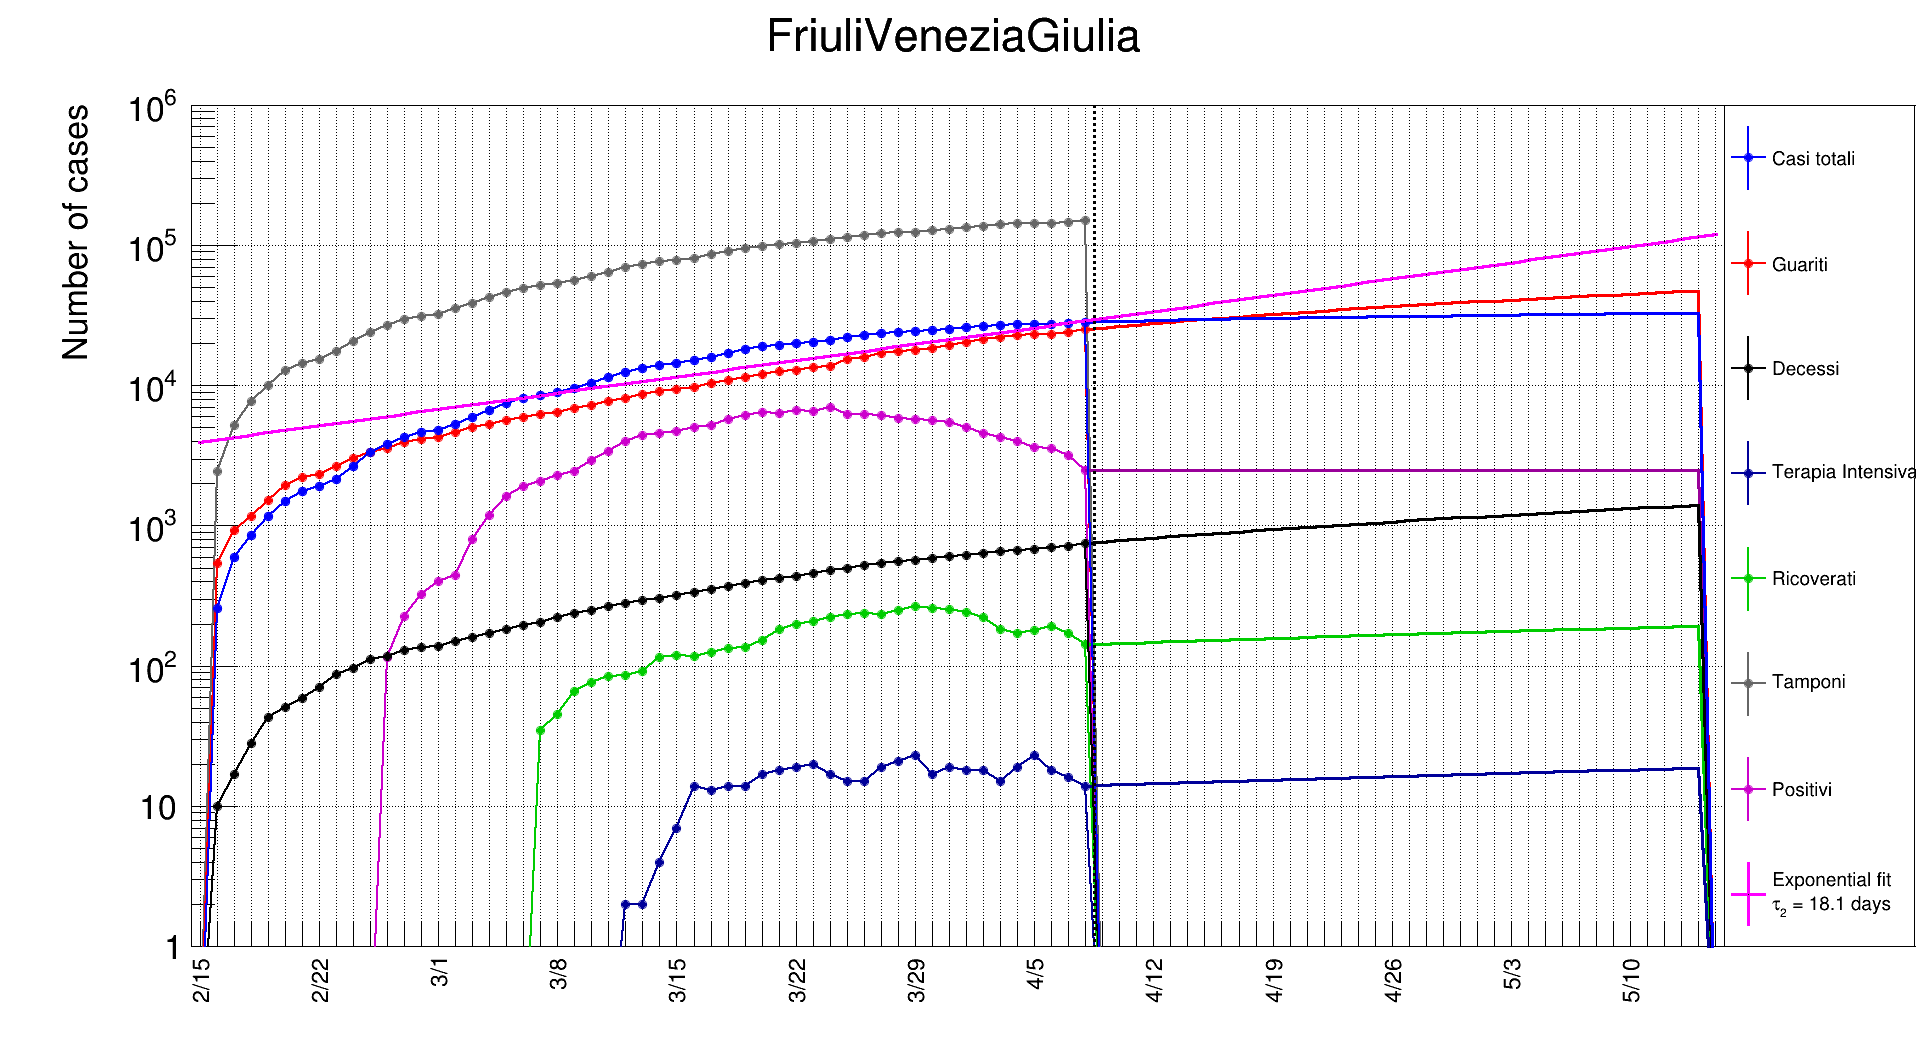 FriuliVeneziaGiulia
Number of cases
10^6
10^5
10^4
10^3
10^2
10
1
2/15
2/22
3/1
3/8
3/15
3/22
3/29
4/5
4/12
4/19
4/26
5/3
5/10
Casi totali
Guariti
Decessi
Terapia Intensiva
Ricoverati
Tamponi
Positivi
Exponential fit
τ₂ = 18.1 days